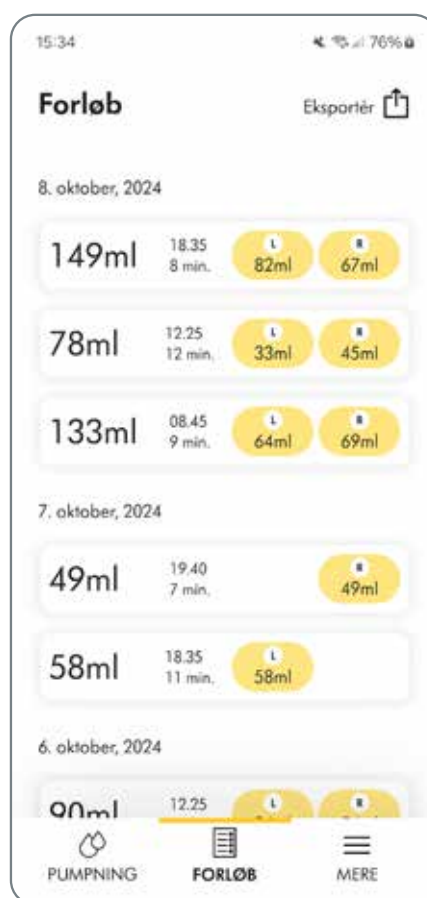 15:34 76%
Forløb Eksportér
8. oktober, 2024
149ml 18.35 8 min. L 82ml R 67ml
78ml 12.25 12 min. L 33ml R 45ml
133ml 08.45 9 min. L 64ml R 69ml
7. oktober, 2024
49ml 19.40 7 min. R 49ml
58ml 18.35 11 min. L 58ml
6. oktober, 2024
90ml 12.25 L R
PUMPNING FORLØB MERE